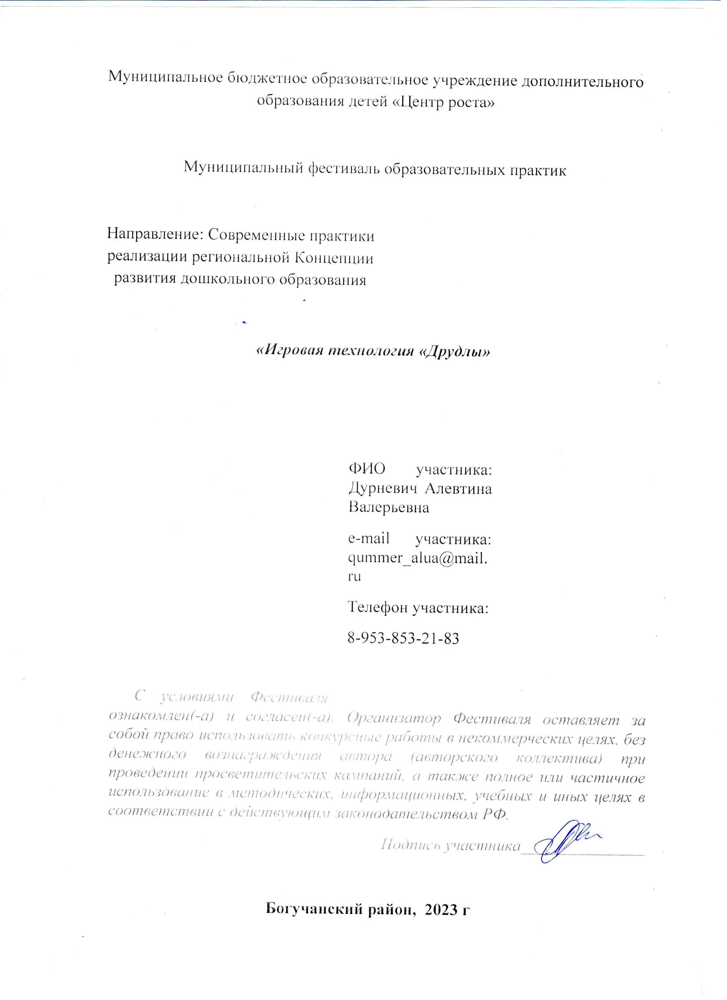 Муниципальное бюджетное образовательное учреждение дополнительного
образования детей «Центр роста»
Муниципальный фестиваль образовательных практик
Направление: Современные практики
реализации региональной Концепции
развития дошкольного образования
«Игровая технология «Друдлы»
ФИО участника:
Дурневич Алевтина
Валерьевна
e-mail участника:
qummer_alua@mail.
ru
Телефон участника:
8-953-853-21-83
С условиями Фестиваля
ознакомлен(-а) и согласен(-а). Организатор Фестиваля оставляет за
собой право использовать конкурсные работы в некоммерческих целях, без
денежного вознаграждения автора (авторского коллектива) при
проведении просветительских кампаний, а также полное или частичное
использование в методических, информационных, учебных и иных целях в
соответствии с действующим законодательством РФ.
Подпись участника
Богучанский район, 2023 г